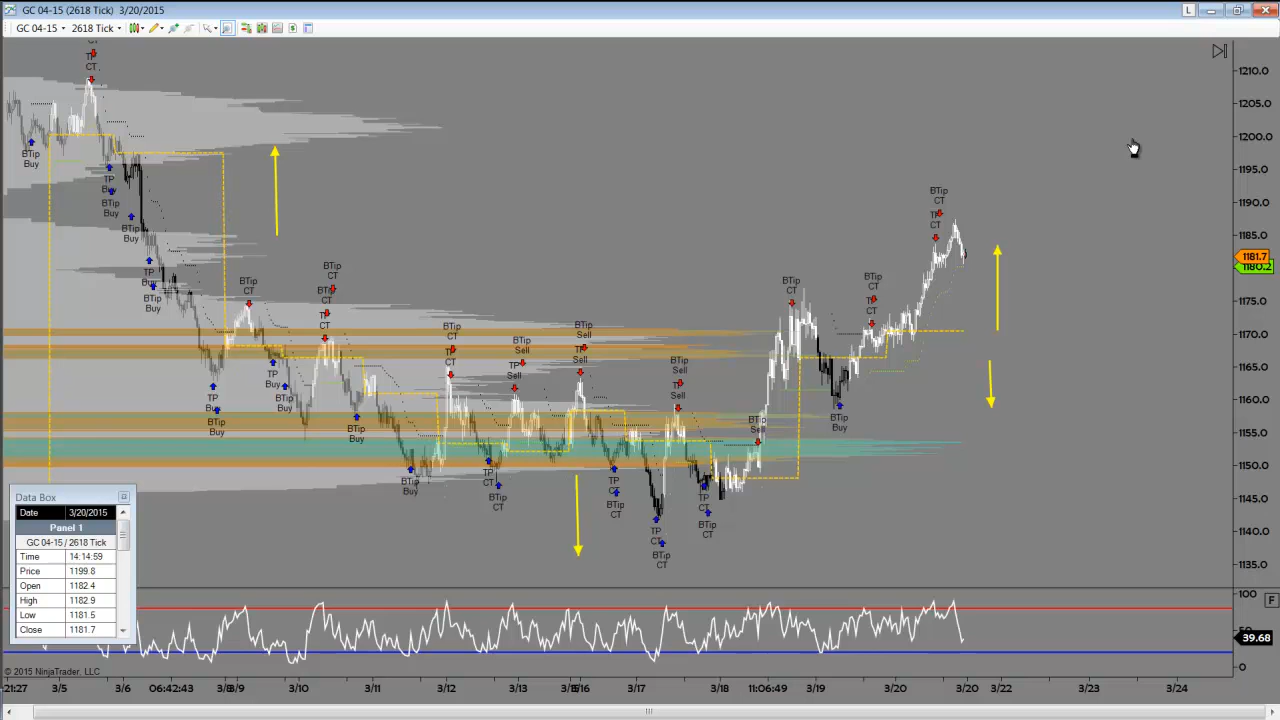 GC 04-15 (2618 Tick) 3/20/2015
L
GC 04-15
2618 Tick
1210.0
1205.0
1200.0
1195.0
1190.0
1185.0
1181.7
1180.2
1175.0
1170.0
1165.0
1160.0
1155.0
1150.0
1145.0
1140.0
1135.0
CT
TP
CT
BTip
Buy
TP
Buy
BTip
Buy
BTip
Buy
TP
Buy
BTip
Buy
TP
Buy
BTip
Buy
BTip
CT
TP
Buy
BTip
Buy
BTip
CT
BTip
CT
TP
CT
BTip
Buy
BTip
Buy
BTip
CT
TP
CT
TP
CT
BTip
CT
BTip
Sell
TP
Sell
BTip
Sell
TP
Sell
TP
CT
BTip
CT
TP
CT
BTip
CT
BTip
Sell
TP
Sell
TP
CT
BTip
CT
BTip
Sell
BTip
CT
BTip
Buy
BTip
CT
TP
CT
BTip
CT
TP
CT
Data Box
Date 3/20/2015
Panel 1
GC 04-15 / 2618 Tick
Time 14:14:59
Price 1199.8
Open 1182.4
High 1182.9
Low 1181.5
Close 1181.7
F
100
39.68
0
© 2015 NinjaTrader, LLC
:21:27 3/5 3/6 06:42:43 3/9 3/10 3/11 3/12 3/13 3/16 3/17 3/18 11:06:49 3/19 3/20 3/20 3/22 3/23 3/24